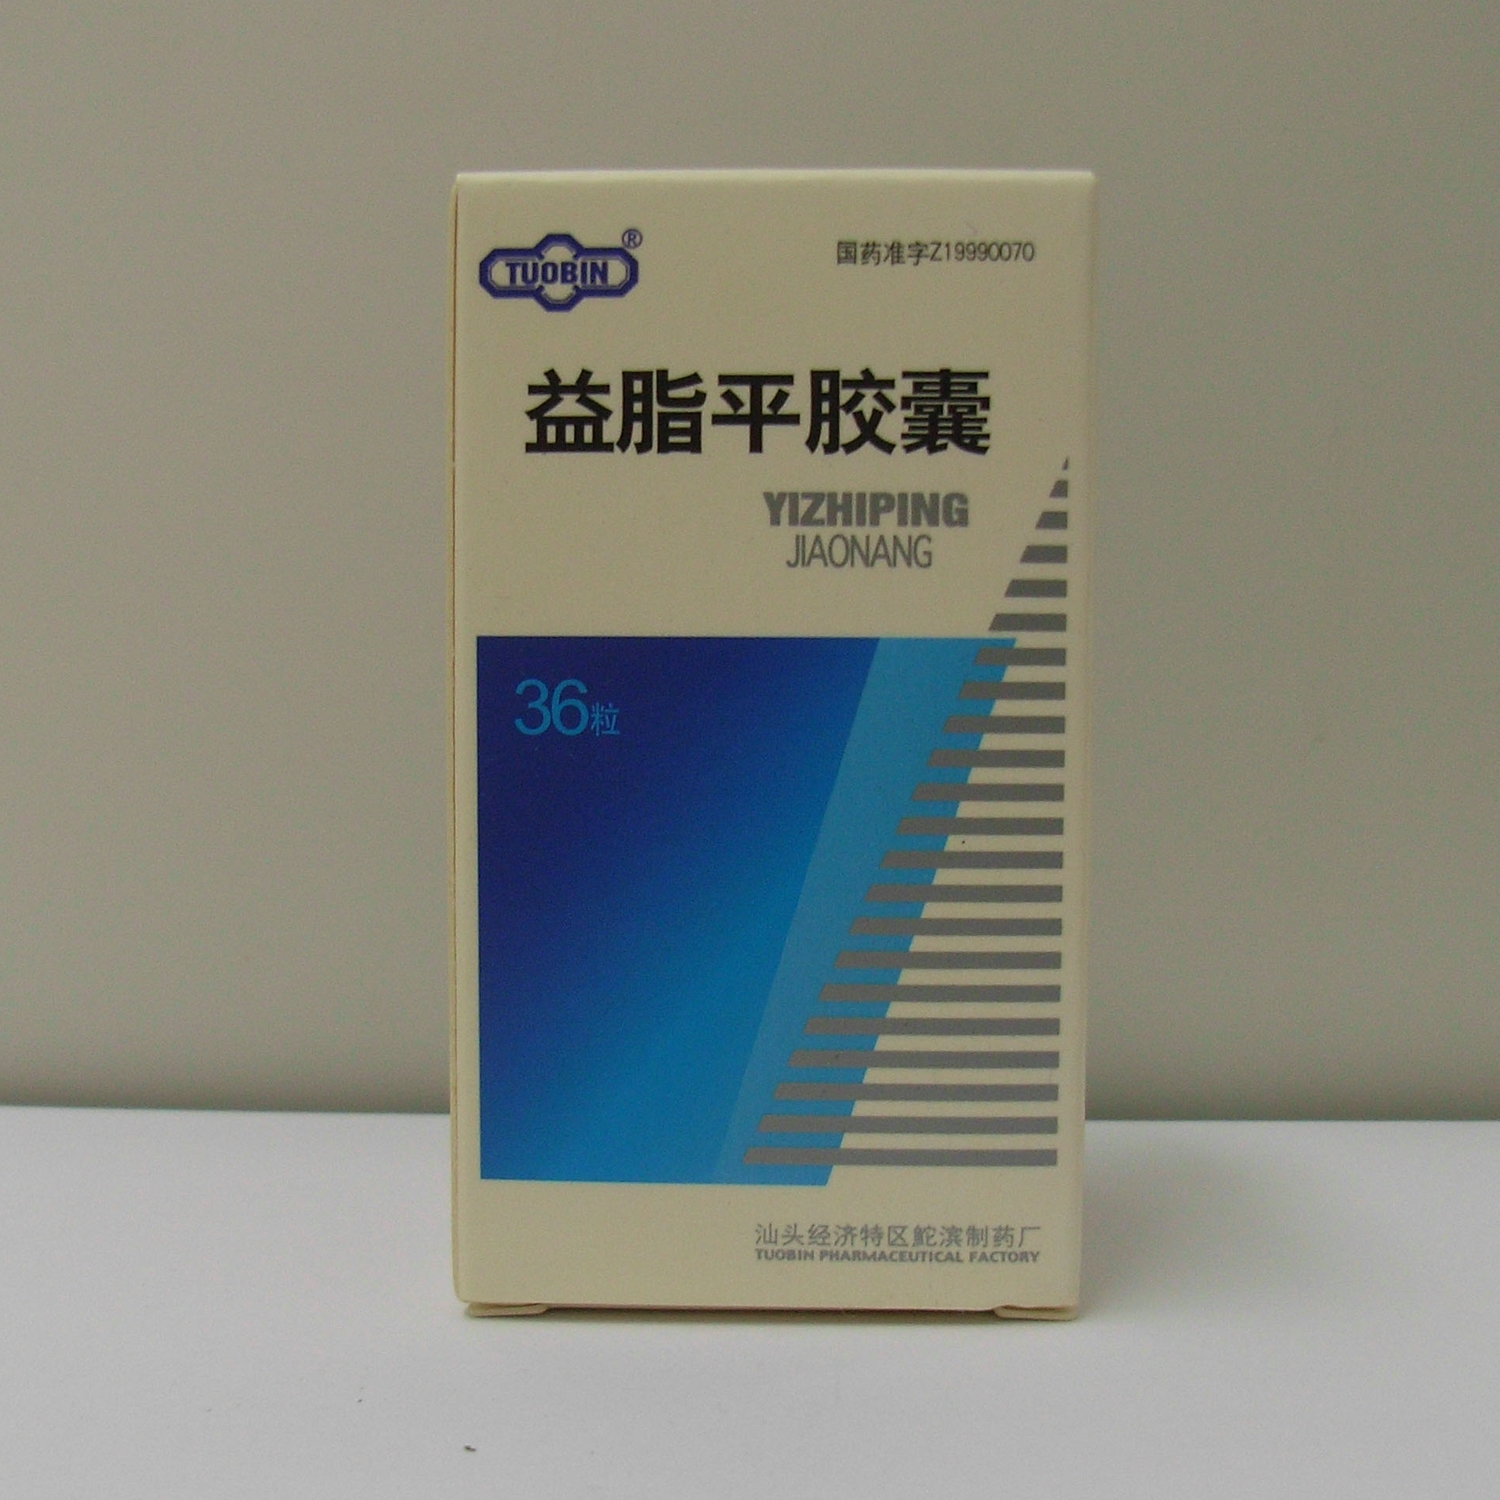 TUOBIN®
国药准字Z19990070
益脂平胶囊
YIZHIPING
JIAONANG
36粒
汕头经济特区鮀滨制药厂
TUOBIN PHARMACEUTICAL FACTORY